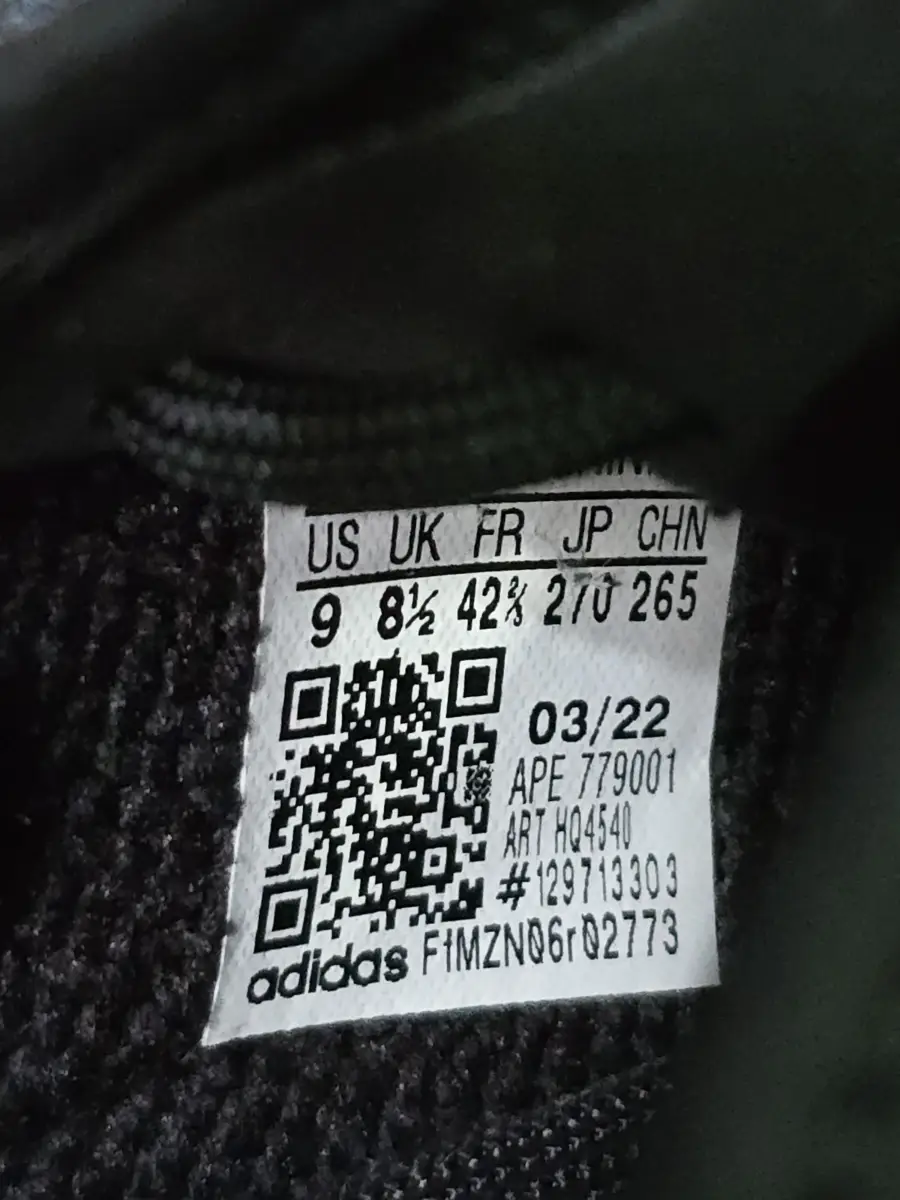 US UK FR JP CHN
9 8½ 42⅔ 270 265
03/22
APE 779001
ART HQ4540
#129713303
adidas F1MZN06r02773